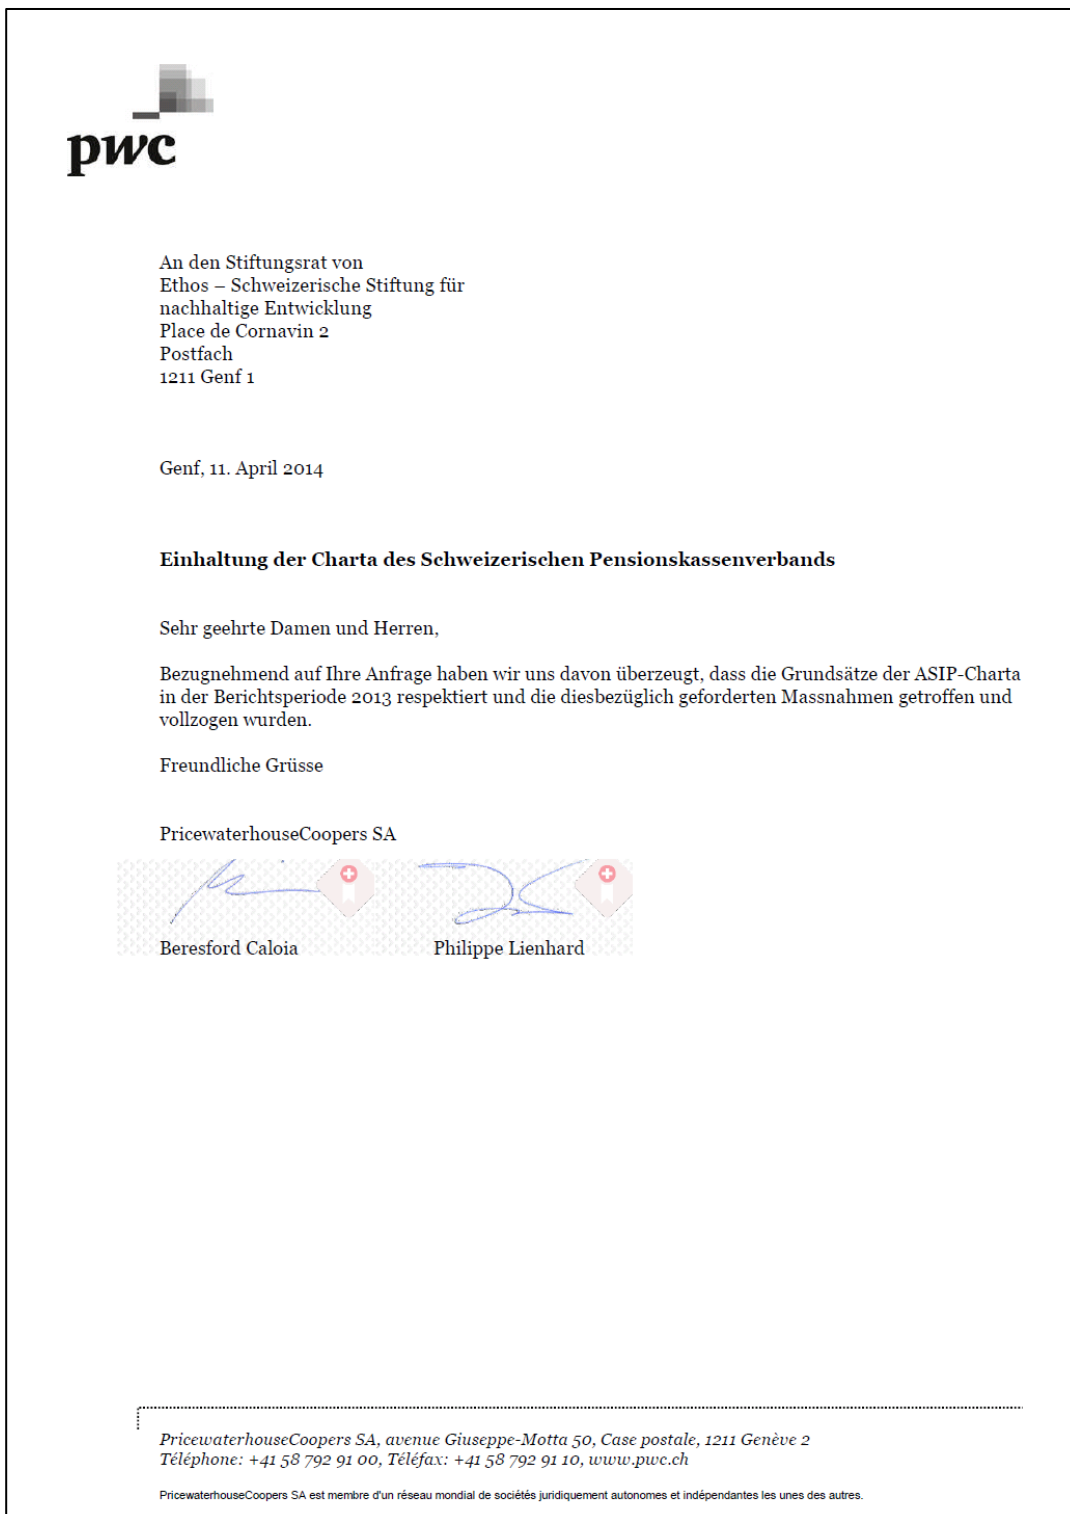 pwc
An den Stiftungsrat von
Ethos – Schweizerische Stiftung für
nachhaltige Entwicklung
Place de Cornavin 2
Postfach
1211 Genf 1
Genf, 11. April 2014
Einhaltung der Charta des Schweizerischen Pensionskassenverbands
Sehr geehrte Damen und Herren,
Bezugnehmend auf Ihre Anfrage haben wir uns davon überzeugt, dass die Grundsätze der ASIP-Charta
in der Berichtsperiode 2013 respektiert und die diesbezüglich geforderten Massnahmen getroffen und
vollzogen wurden.
Freundliche Grüsse
PricewaterhouseCoopers SA
Beresford Caloia Philippe Lienhard
PricewaterhouseCoopers SA, avenue Giuseppe-Motta 50, Case postale, 1211 Genève 2
Téléphone: +41 58 792 91 00, Téléfax: +41 58 792 91 10, www.pwc.ch
PricewaterhouseCoopers SA est membre d'un réseau mondial de sociétés juridiquement autonomes et indépendantes les unes des autres.